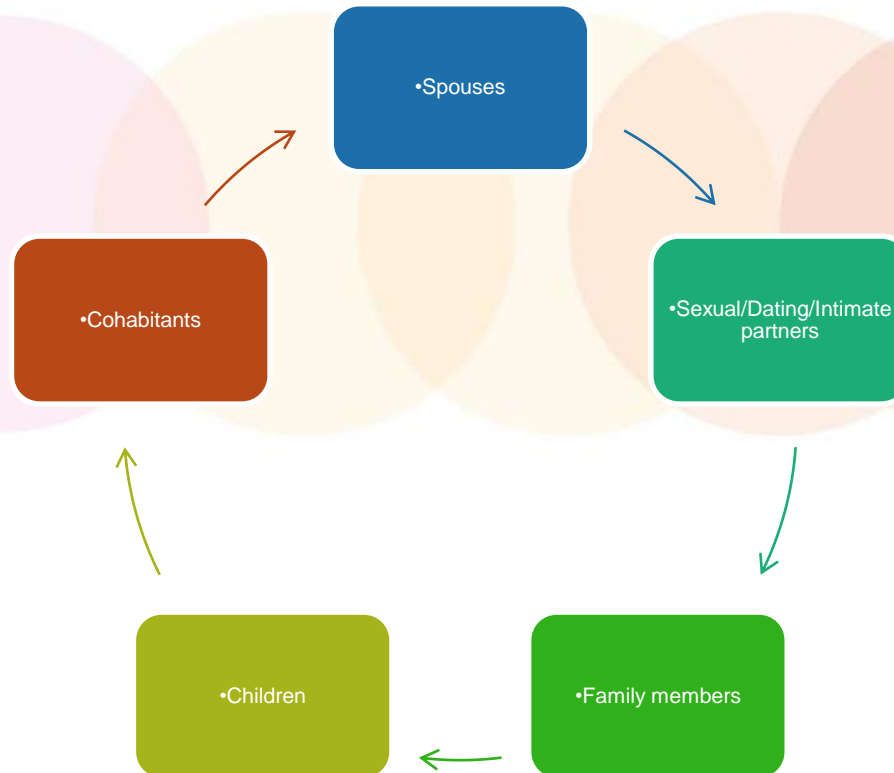 •Spouses
•Sexual/Dating/Intimate
partners
•Family members
•Children
•Cohabitants